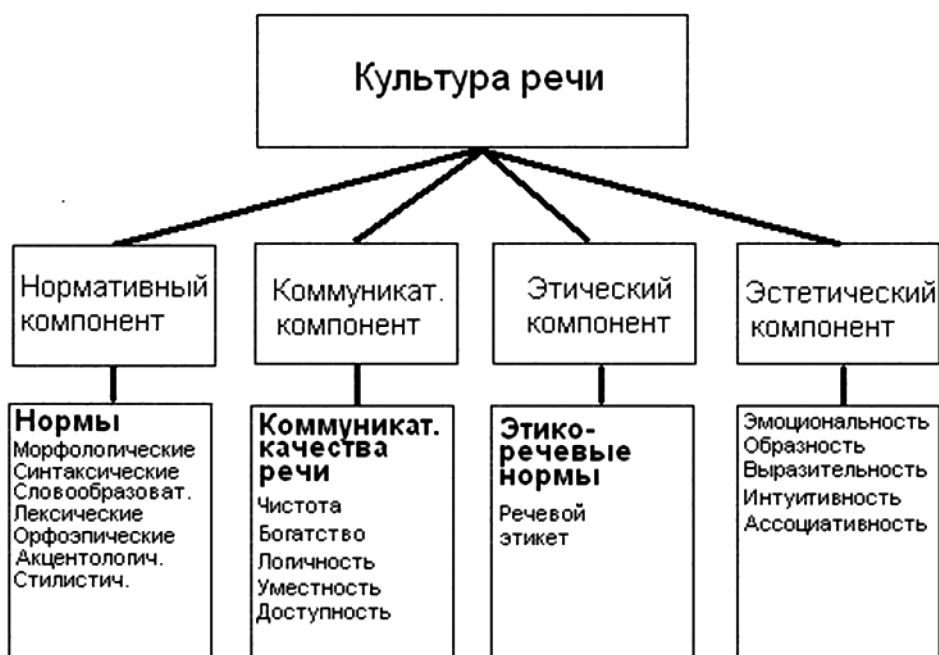 Культура речи
Нормативный
компонент
Коммуникат.
компонент
Этический
компонент
Эстетический
компонент
Нормы
Морфологические
Синтаксические
Словообразоват.
Лексические
Орфоэпические
Акцентологич.
Стилистич.
Коммуникат.
качества
речи
Чистота
Богатство
Логичность
Уместность
Доступность
Этико-
речевые
нормы
Речевой
этикет
Эмоциональность
Образность
Выразительность
Интуитивность
Ассоциативность